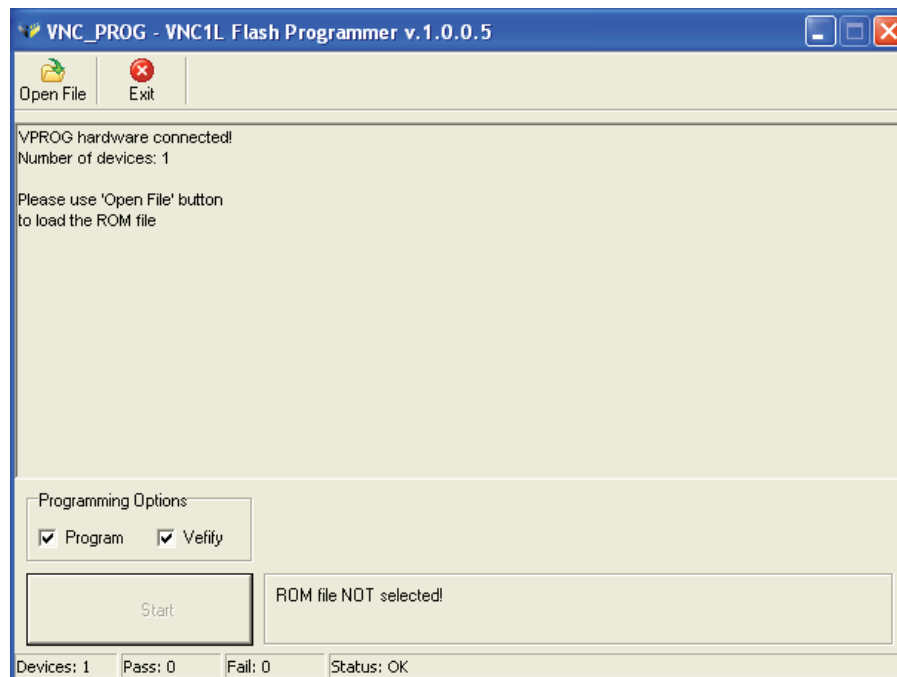 VNC_PROG - VNC1L Flash Programmer v.1.0.0.5
Open File
Exit
VPROG hardware connected!
Number of devices: 1
Please use 'Open File' button
to load the ROM file
Programming Options
Program
Vefify
Start
ROM file NOT selected!
Devices: 1
Pass: 0
Fail: 0
Status: OK